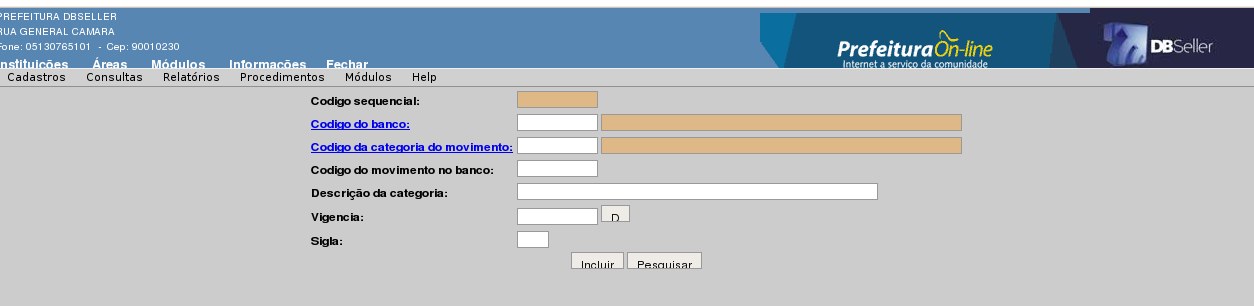 PREFEITURA DBSELLER
RUA GENERAL CAMARA
Fone: 05130765101 - Cep: 90010230
Instituições Áreas Módulos Informações Fechar
PrefeituraOn-line
Internet a serviço da comunidade
DBSeller
Cadastros Consultas Relatórios Procedimentos Módulos Help
Codigo sequencial:
Codigo do banco:
Codigo da categoria do movimento:
Codigo do movimento no banco:
Descrição da categoria:
Vigencia: D
Sigla:
Incluir Pesquisar